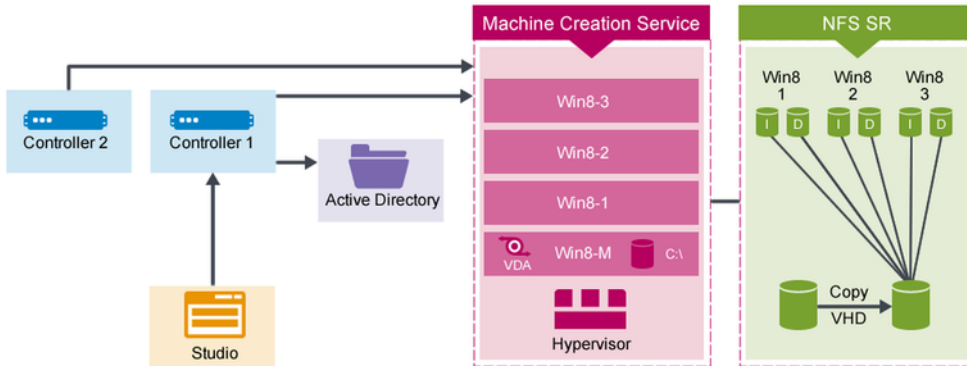 Machine Creation Service
NFS SR
Controller 2
Controller 1
Active Directory
Studio
Win8-3
Win8-2
Win8-1
VDA
Win8-M
C:\
Hypervisor
Win8
1
Win8
2
Win8
3
I
D
I
D
I
D
Copy
VHD